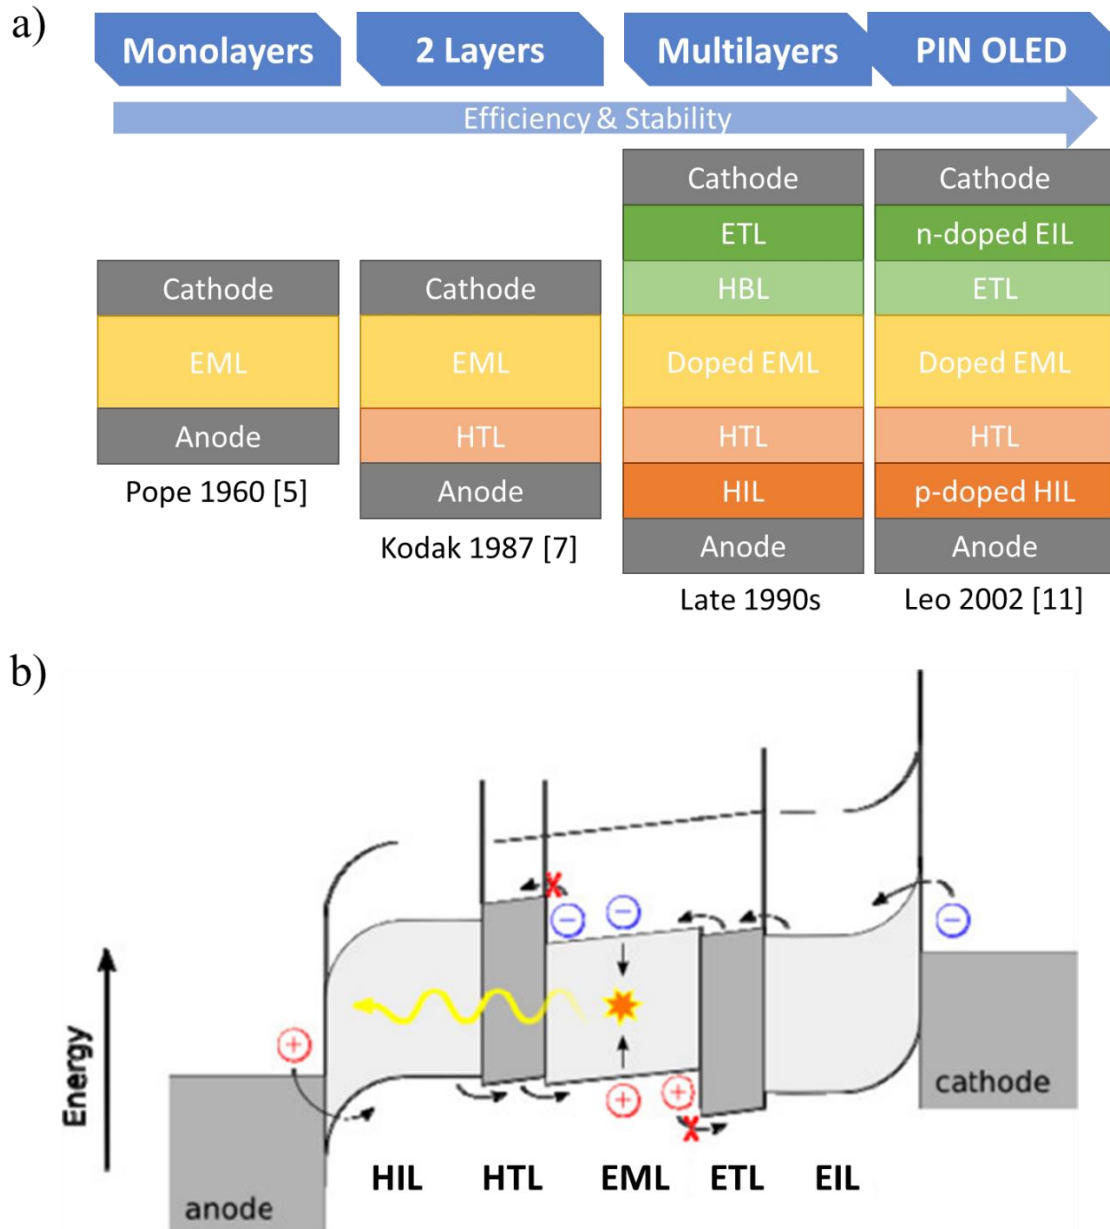 a)
Monolayers 2 Layers Multilayers PIN OLED
Efficiency & Stability
Cathode Cathode
ETL n-doped EIL
Cathode Cathode HBL ETL
EML EML Doped EML Doped EML
Anode HTL HTL HTL
Pope 1960 [5] Anode HIL p-doped HIL
Kodak 1987 [7] Anode Anode
Late 1990s Leo 2002 [11]
b)
− − −
+
Energy
cathode
+ +
HIL HTL EML ETL EIL
anode